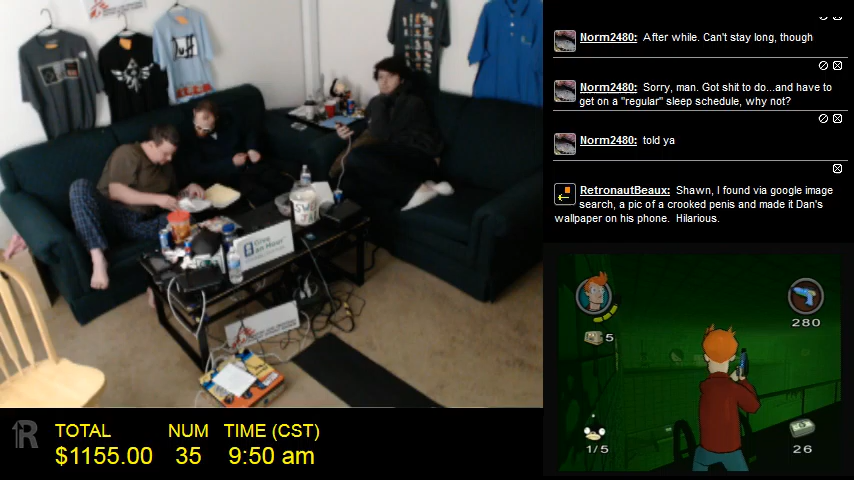 Norm2480: After while. Can't stay long, though
Norm2480: Sorry, man. Got shit to do...and have to
get on a "regular" sleep schedule, why not?
Norm2480: told ya
RetronautBeaux: Shawn, I found via google image
search, a pic of a crooked penis and made it Dan's
wallpaper on his phone. Hilarious.
280
5
1/5
26
TOTAL NUM TIME (CST)
$1155.00 35 9:50 am